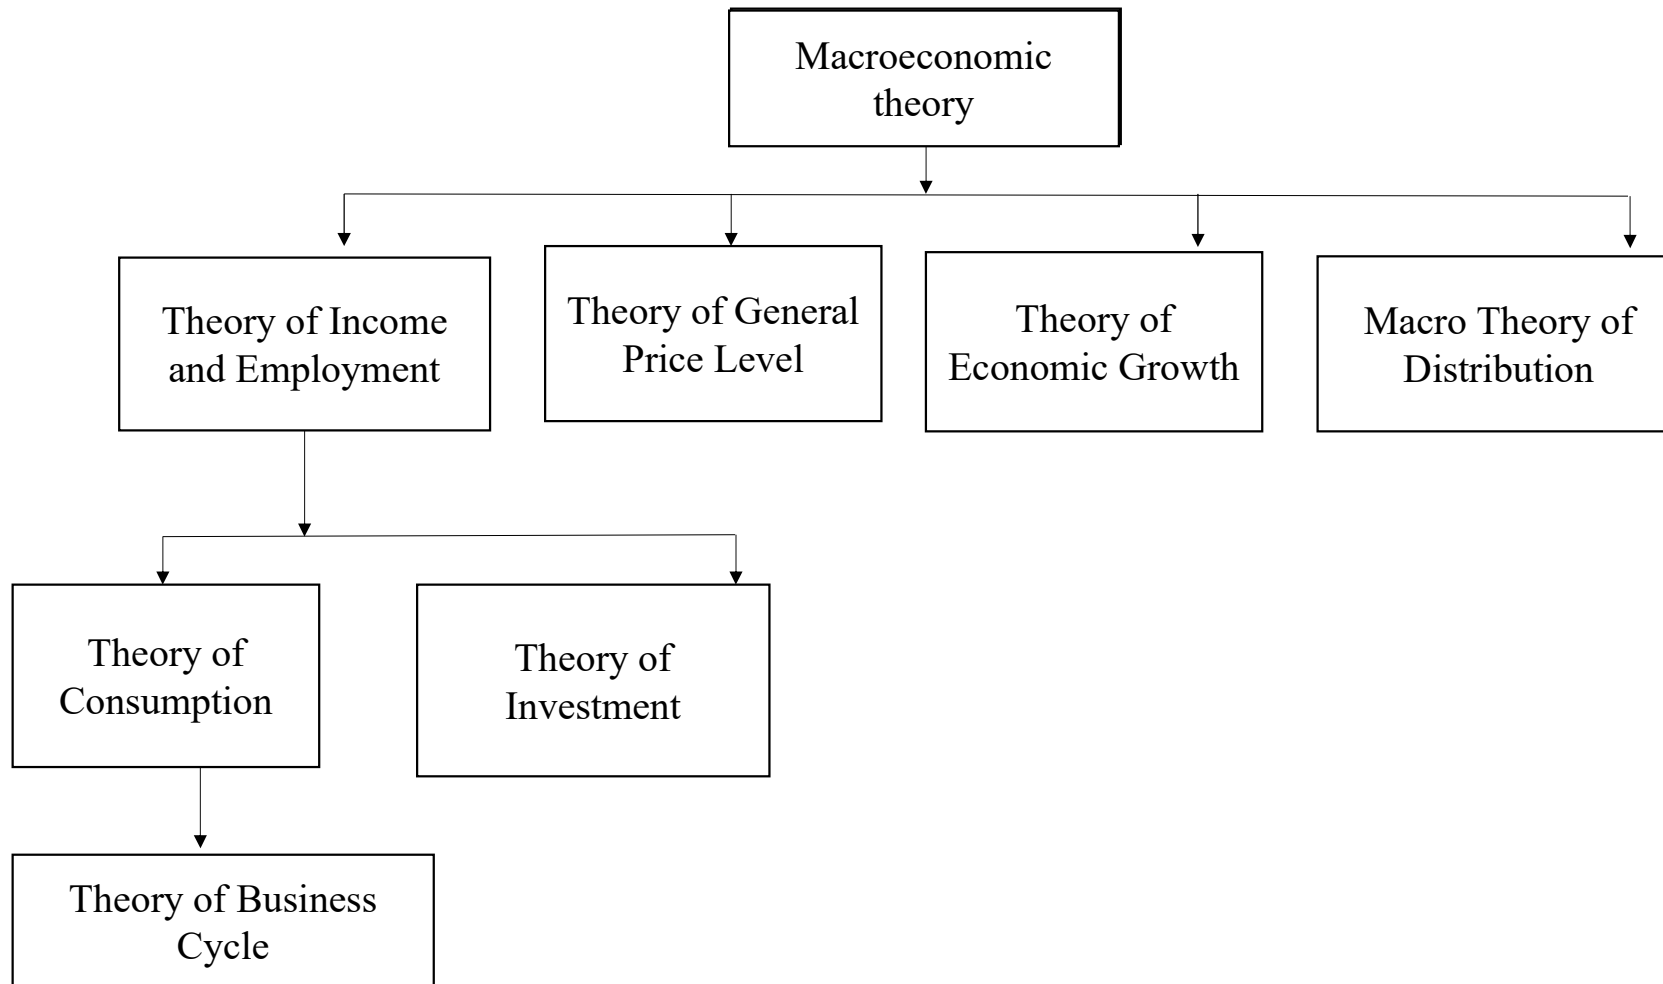 Macroeconomic
theory
Theory of Income
and Employment
Theory of General
Price Level
Theory of
Economic Growth
Macro Theory of
Distribution
Theory of
Consumption
Theory of
Investment
Theory of Business
Cycle